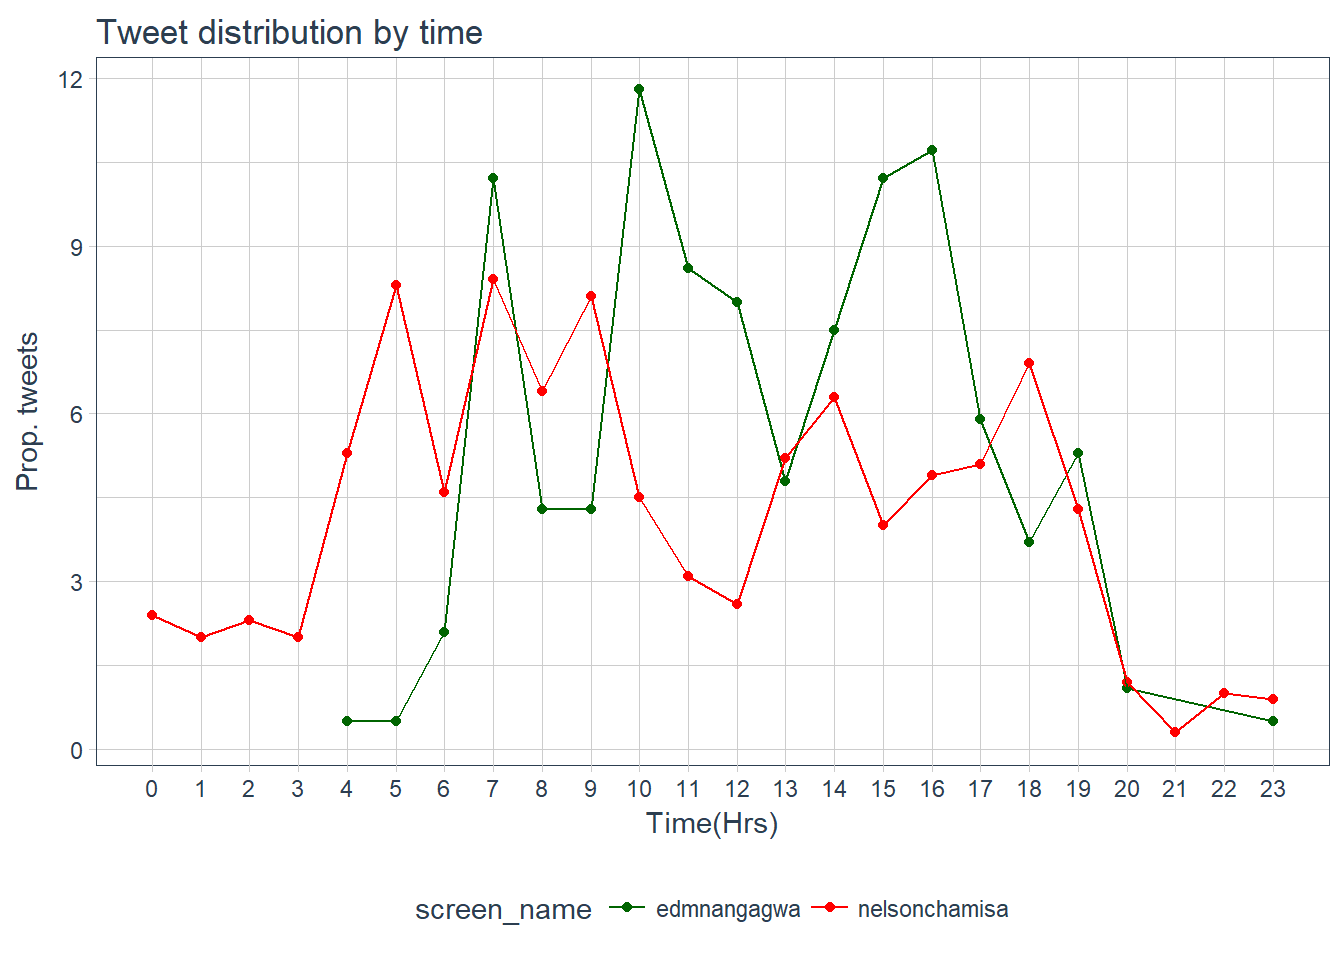 Tweet distribution by time
12
9
6
3
0
Prop. tweets
0 1 2 3 4 5 6 7 8 9 10 11 12 13 14 15 16 17 18 19 20 21 22 23
Time(Hrs)
screen_name edmnangagwa nelsonchamisa